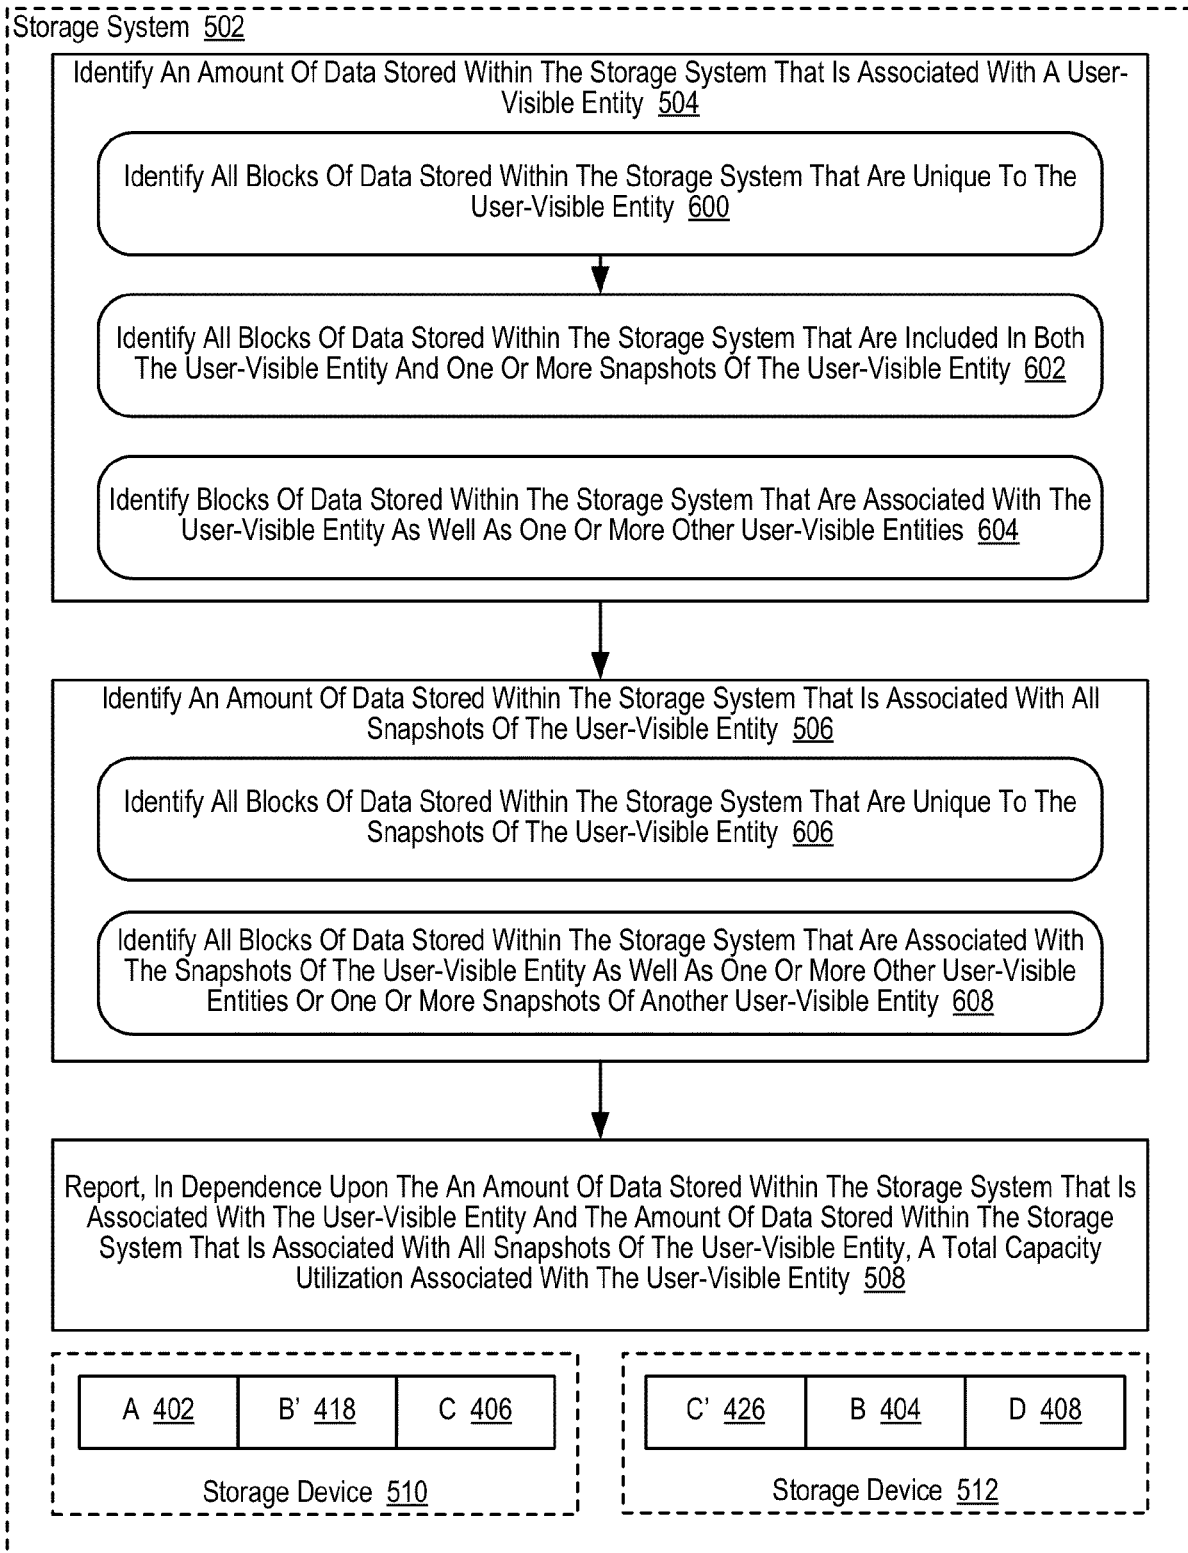 Storage System 502
Identify An Amount Of Data Stored Within The Storage System That Is Associated With A User-
Visible Entity 504
Identify All Blocks Of Data Stored Within The Storage System That Are Unique To The
User-Visible Entity 600
Identify All Blocks Of Data Stored Within The Storage System That Are Included In Both
The User-Visible Entity And One Or More Snapshots Of The User-Visible Entity 602
Identify Blocks Of Data Stored Within The Storage System That Are Associated With The
User-Visible Entity As Well As One Or More Other User-Visible Entities 604
Identify An Amount Of Data Stored Within The Storage System That Is Associated With All
Snapshots Of The User-Visible Entity 506
Identify All Blocks Of Data Stored Within The Storage System That Are Unique To The
Snapshots Of The User-Visible Entity 606
Identify All Blocks Of Data Stored Within The Storage System That Are Associated With
The Snapshots Of The User-Visible Entity As Well As One Or More Other User-Visible
Entities Or One Or More Snapshots Of Another User-Visible Entity 608
Report, In Dependence Upon The An Amount Of Data Stored Within The Storage System That Is
Associated With The User-Visible Entity And The Amount Of Data Stored Within The Storage
System That Is Associated With All Snapshots Of The User-Visible Entity, A Total Capacity
Utilization Associated With The User-Visible Entity 508
A 402 B' 418 C 406
Storage Device 510
C' 426 B 404 D 408
Storage Device 512